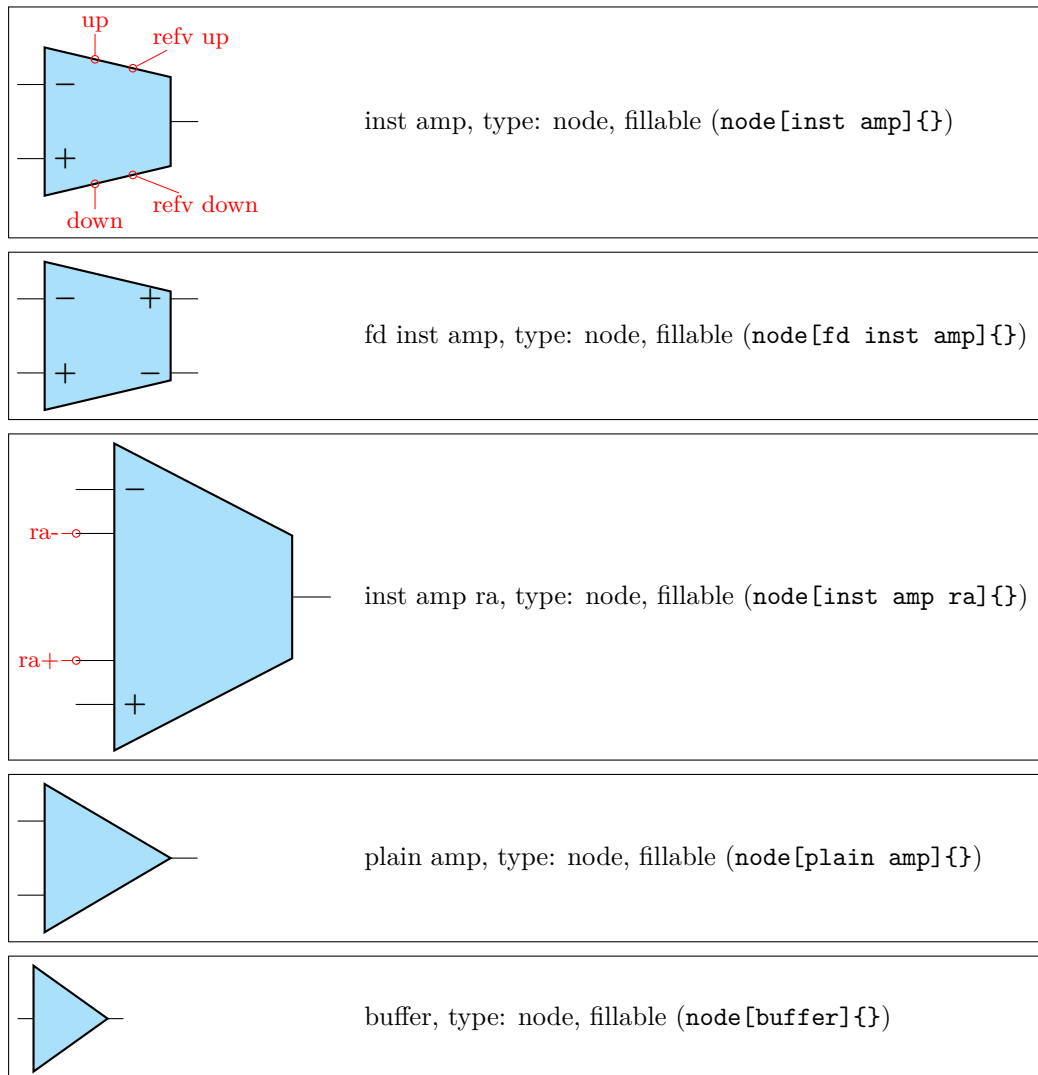 up
refv up
−
+
refv down
down
inst amp, type: node, fillable (node[inst amp]{})
− +
+ −
fd inst amp, type: node, fillable (node[fd inst amp]{})
−
ra-
ra+
+
inst amp ra, type: node, fillable (node[inst amp ra]{})
plain amp, type: node, fillable (node[plain amp]{})
buffer, type: node, fillable (node[buffer]{})